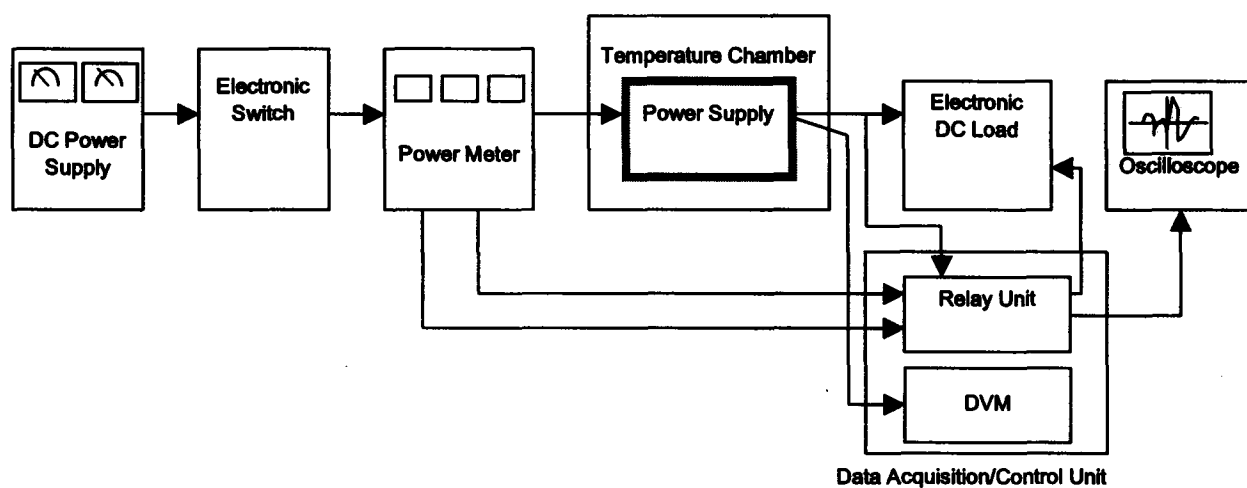 DC Power
Supply
Electronic
Switch
Power Meter
Temperature Chamber
Power Supply
Electronic
DC Load
Oscilloscope
Relay Unit
DVM
Data Acquisition/Control Unit